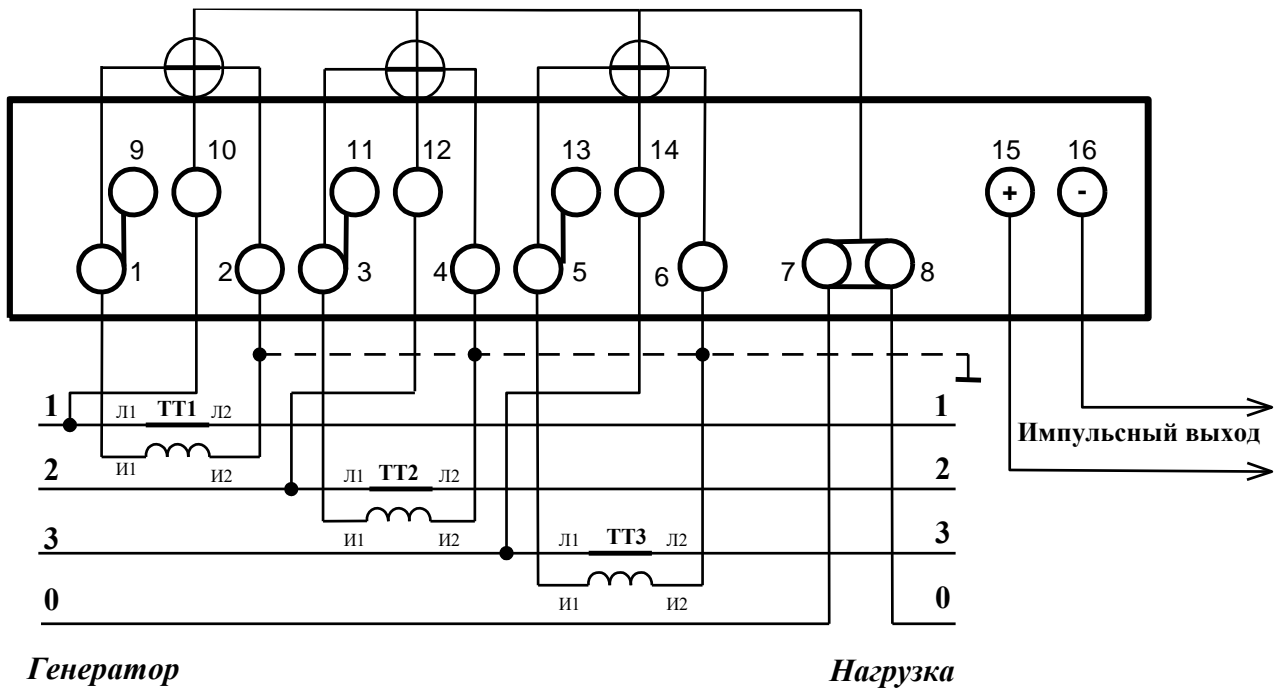 9 10 11 12 13 14 15 16
+ -
1 2 3 4 5 6 7 8
1 Л1 ТТ1 Л2 1
Импульсный выход
И1 И2
2 Л1 ТТ2 Л2 2
И1 И2
3 Л1 ТТ3 Л2 3
И1 И2
0 0
Генератор Нагрузка